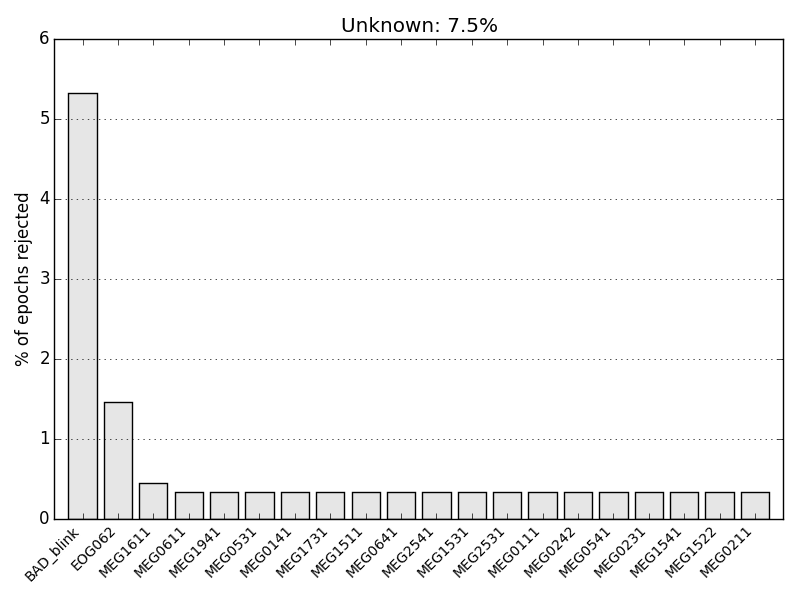 Unknown: 7.5%
6
5
4
3
2
1
0
% of epochs rejected
BAD_blink
EOG062
MEG1611
MEG0611
MEG1941
MEG0531
MEG0141
MEG1731
MEG1511
MEG0641
MEG2541
MEG1531
MEG2531
MEG0111
MEG0242
MEG0541
MEG0231
MEG1541
MEG1522
MEG0211